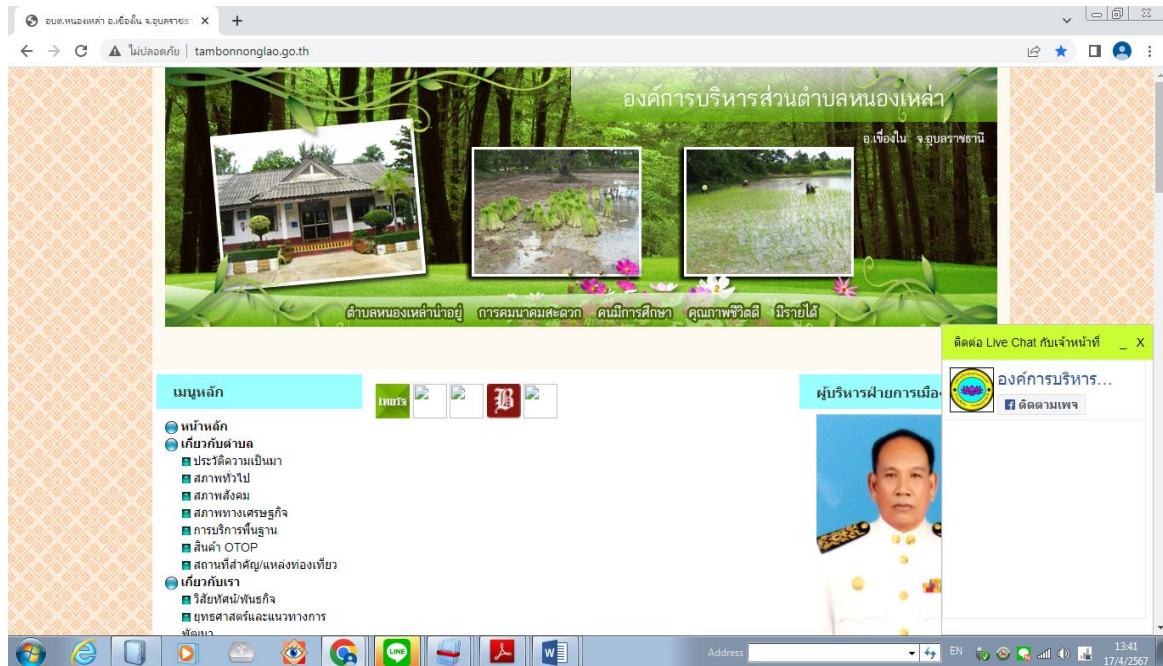 อบต.หนองเหล่า อ.เขื่องใน จ.อุบลราชธา
ไม่ปลอดภัย | tambonnonglao.go.th
องค์การบริหารส่วนตำบลหนองเหล่า
อ.เขื่องใน จ.อุบลราชธานี
ตำบลหนองเหล่าน่าอยู่ การคมนาคมสะดวก คนมีการศึกษา คุณภาพชีวิตดี มีรายได้
ติดต่อ Live Chat กับเจ้าหน้าที่ _ X
องค์การบริหาร...
ติดตามเพจ
เมนูหลัก
ไทยรัฐ
B
ผู้บริหารฝ่ายการเมือง
หน้าหลัก
เกี่ยวกับตำบล
ประวัติความเป็นมา
สภาพทั่วไป
สภาพสังคม
สภาพทางเศรษฐกิจ
การบริการพื้นฐาน
สินค้า OTOP
สถานที่สำคัญ/แหล่งท่องเที่ยว
เกี่ยวกับเรา
วิสัยทัศน์/พันธกิจ
ยุทธศาสตร์และแนวทางการ
พัฒนา
LINE
W
Address
EN
13:41
17/4/2567